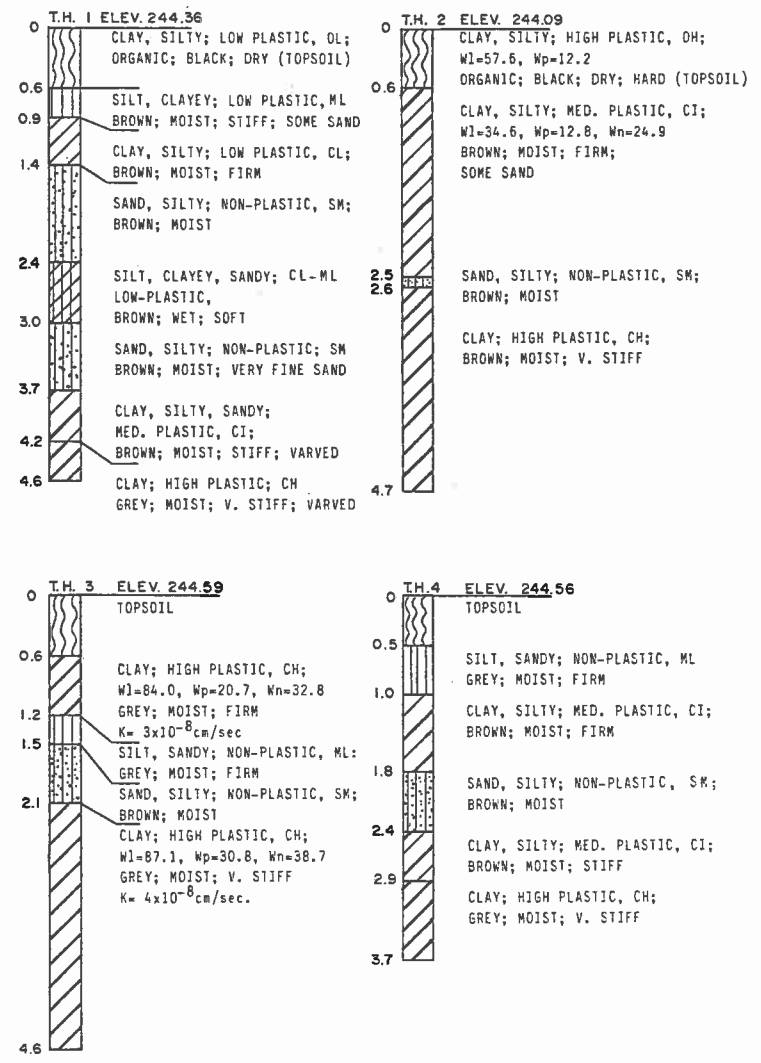 T.H. 1 ELEV. 244.36
0
CLAY, SILTY; LOW PLASTIC, OL;
ORGANIC; BLACK; DRY (TOPSOIL)
0.6
SILT, CLAYEY; LOW PLASTIC, ML
BROWN; MOIST; STIFF; SOME SAND
0.9
CLAY, SILTY; LOW PLASTIC, CL;
BROWN; MOIST; FIRM
1.4
SAND, SILTY; NON-PLASTIC, SM;
BROWN; MOIST
2.4
SILT, CLAYEY, SANDY; CL-ML
LOW-PLASTIC,
BROWN; WET; SOFT
3.0
SAND, SILTY; NON-PLASTIC; SM
BROWN; MOIST; VERY FINE SAND
3.7
CLAY, SILTY, SANDY;
MED. PLASTIC, CI;
BROWN; MOIST; STIFF; VARVED
4.2
CLAY; HIGH PLASTIC; CH
GREY; MOIST; V. STIFF; VARVED
4.6
T.H. 2 ELEV. 244.09
0
CLAY, SILTY; HIGH PLASTIC, OH;
Wl=57.6, Wp=12.2
ORGANIC; BLACK; DRY; HARD (TOPSOIL)
0.6
CLAY, SILTY; MED. PLASTIC, CI;
Wl=34.6, Wp=12.8, Wn=24.9
BROWN; MOIST; FIRM;
SOME SAND
2.5
SAND, SILTY; NON-PLASTIC, SM;
2.6
BROWN; MOIST
CLAY; HIGH PLASTIC, CH;
BROWN; MOIST; V. STIFF
4.7
T.H. 3 ELEV. 244.59
0
TOPSOIL
0.6
CLAY; HIGH PLASTIC, CH;
Wl=84.0, Wp=20.7, Wn=32.8
GREY; MOIST; FIRM
K= 3x10⁻⁸cm/sec
1.2
SILT, SANDY; NON-PLASTIC, ML:
GREY; MOIST; FIRM
1.5
SAND, SILTY; NON-PLASTIC, SM;
BROWN; MOIST
2.1
CLAY; HIGH PLASTIC, CH;
Wl=87.1, Wp=30.8, Wn=38.7
GREY; MOIST; V. STIFF
K= 4x10⁻⁸cm/sec.
4.6
T.H.4 ELEV. 244.56
0
TOPSOIL
0.5
SILT, SANDY; NON-PLASTIC, ML
GREY; MOIST; FIRM
1.0
CLAY, SILTY; MED. PLASTIC, CI;
BROWN; MOIST; FIRM
1.8
SAND, SILTY; NON-PLASTIC, SM;
BROWN; MOIST
2.4
CLAY, SILTY; MED. PLASTIC, CI;
BROWN; MOIST; STIFF
2.9
CLAY; HIGH PLASTIC, CH;
GREY; MOIST; V. STIFF
3.7